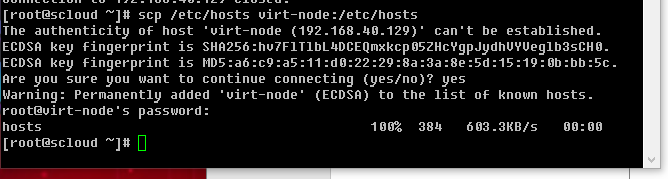 [root@scloud /]# scp /etc/hosts virt-node:/etc/hosts
The authenticity of host 'virt-node (192.168.40.129)' can't be established.
ECDSA key fingerprint is SHA256:hv7FlTlbL4DCEQmxkcp05ZHcYgpJydhVYVeglb3sCH0.
ECDSA key fingerprint is MD5:a6:c9:a5:11:d0:22:29:8a:3a:8e:5d:15:19:0b:bb:5c.
Are you sure you want to continue connecting (yes/no)? yes
Warning: Permanently added 'virt-node' (ECDSA) to the list of known hosts.
root@virt-node's password:
hosts 100% 384 603.3KB/s 00:00
[root@scloud /]#